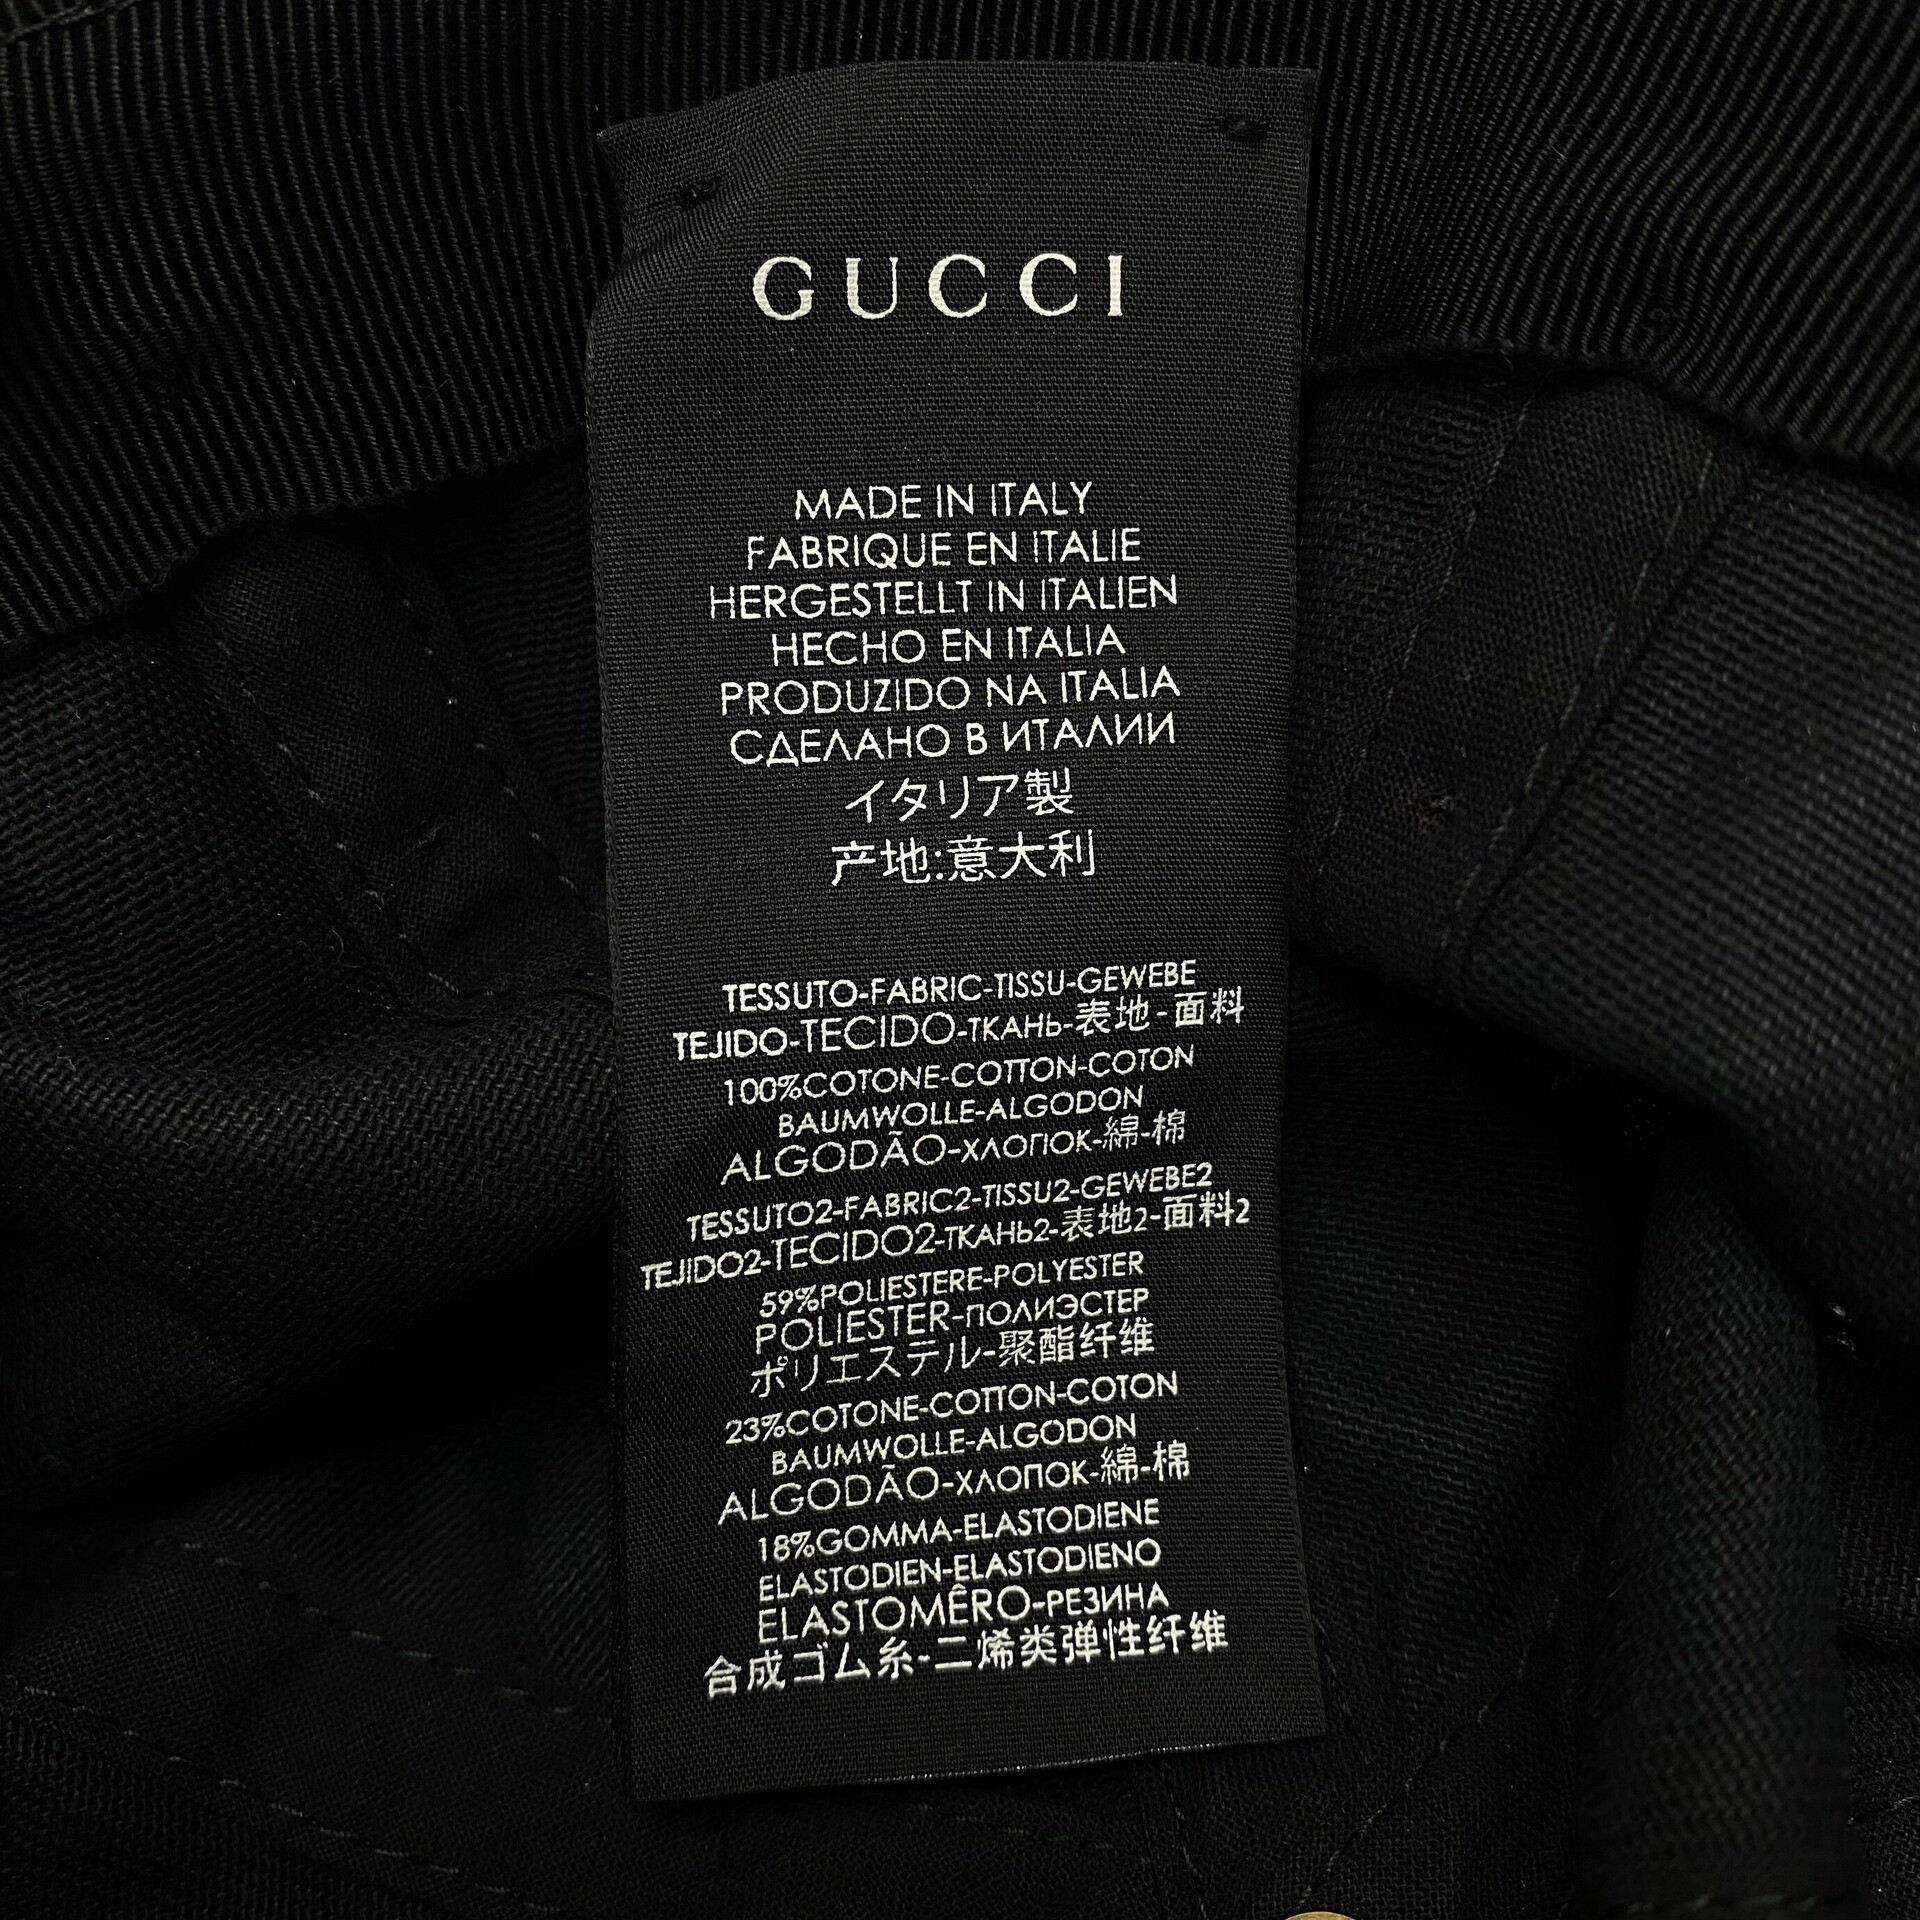 GUCCI
MADE IN ITALY
FABRIQUE EN ITALIE
HERGESTELLT IN ITALIEN
HECHO EN ITALIA
PRODUZIDO NA ITALIA
СДЕЛАНО В ИТАЛИИ
イタリア製
产地:意大利
TESSUTO-FABRIC-TISSU-GEWEBE
TEJIDO-TECIDO-ТКАНЬ-表地-面料
100%COTONE-COTTON-COTON
BAUMWOLLE-ALGODON
ALGODÃO-ХЛОПОК-綿-棉
TESSUTO2-FABRIC2-TISSU2-GEWEBE2
TEJIDO2-TECIDO2-ТКАНЬ2-表地2-面料2
59%POLIESTERE-POLYESTER
POLIESTER-ПОЛИЭСТЕР
ポリエステル-聚酯纤维
23%COTONE-COTTON-COTON
BAUMWOLLE-ALGODON
ALGODÃO-ХЛОПОК-綿-棉
18%GOMMA-ELASTODIENE
ELASTODIEN-ELASTODIENO
ELASTOMÊRO-РЕЗИНА
合成ゴム糸-二烯类弹性纤维